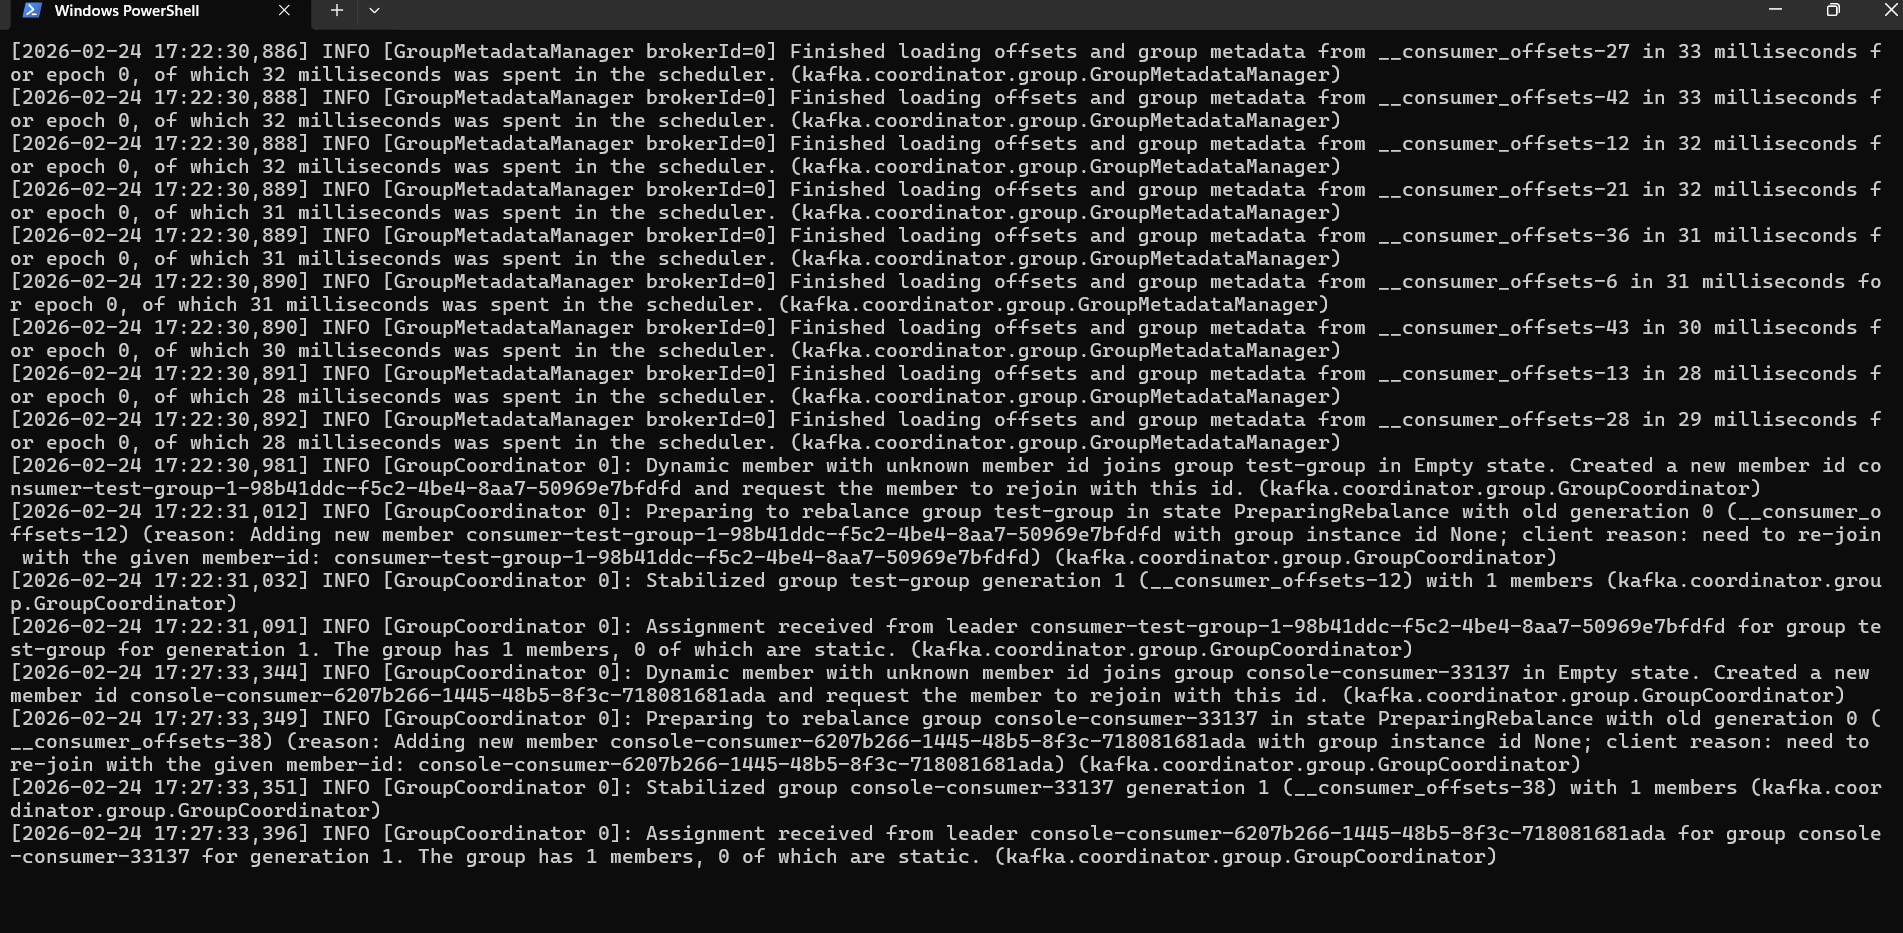 Windows PowerShell
[2026-02-24 17:22:30,886] INFO [GroupMetadataManager brokerId=0] Finished loading offsets and group metadata from __consumer_offsets-27 in 33 milliseconds f
or epoch 0, of which 32 milliseconds was spent in the scheduler. (kafka.coordinator.group.GroupMetadataManager)
[2026-02-24 17:22:30,888] INFO [GroupMetadataManager brokerId=0] Finished loading offsets and group metadata from __consumer_offsets-42 in 33 milliseconds f
or epoch 0, of which 32 milliseconds was spent in the scheduler. (kafka.coordinator.group.GroupMetadataManager)
[2026-02-24 17:22:30,888] INFO [GroupMetadataManager brokerId=0] Finished loading offsets and group metadata from __consumer_offsets-12 in 32 milliseconds f
or epoch 0, of which 32 milliseconds was spent in the scheduler. (kafka.coordinator.group.GroupMetadataManager)
[2026-02-24 17:22:30,889] INFO [GroupMetadataManager brokerId=0] Finished loading offsets and group metadata from __consumer_offsets-21 in 32 milliseconds f
or epoch 0, of which 31 milliseconds was spent in the scheduler. (kafka.coordinator.group.GroupMetadataManager)
[2026-02-24 17:22:30,889] INFO [GroupMetadataManager brokerId=0] Finished loading offsets and group metadata from __consumer_offsets-36 in 31 milliseconds f
or epoch 0, of which 31 milliseconds was spent in the scheduler. (kafka.coordinator.group.GroupMetadataManager)
[2026-02-24 17:22:30,890] INFO [GroupMetadataManager brokerId=0] Finished loading offsets and group metadata from __consumer_offsets-6 in 31 milliseconds fo
r epoch 0, of which 31 milliseconds was spent in the scheduler. (kafka.coordinator.group.GroupMetadataManager)
[2026-02-24 17:22:30,890] INFO [GroupMetadataManager brokerId=0] Finished loading offsets and group metadata from __consumer_offsets-43 in 30 milliseconds f
or epoch 0, of which 30 milliseconds was spent in the scheduler. (kafka.coordinator.group.GroupMetadataManager)
[2026-02-24 17:22:30,891] INFO [GroupMetadataManager brokerId=0] Finished loading offsets and group metadata from __consumer_offsets-13 in 28 milliseconds f
or epoch 0, of which 28 milliseconds was spent in the scheduler. (kafka.coordinator.group.GroupMetadataManager)
[2026-02-24 17:22:30,892] INFO [GroupMetadataManager brokerId=0] Finished loading offsets and group metadata from __consumer_offsets-28 in 29 milliseconds f
or epoch 0, of which 28 milliseconds was spent in the scheduler. (kafka.coordinator.group.GroupMetadataManager)
[2026-02-24 17:22:30,981] INFO [GroupCoordinator 0]: Dynamic member with unknown member id joins group test-group in Empty state. Created a new member id co
nsumer-test-group-1-98b41ddc-f5c2-4be4-8aa7-50969e7bfdfd and request the member to rejoin with this id. (kafka.coordinator.group.GroupCoordinator)
[2026-02-24 17:22:31,012] INFO [GroupCoordinator 0]: Preparing to rebalance group test-group in state PreparingRebalance with old generation 0 (__consumer_o
ffsets-12) (reason: Adding new member consumer-test-group-1-98b41ddc-f5c2-4be4-8aa7-50969e7bfdfd with group instance id None; client reason: need to re-join
 with the given member-id: consumer-test-group-1-98b41ddc-f5c2-4be4-8aa7-50969e7bfdfd) (kafka.coordinator.group.GroupCoordinator)
[2026-02-24 17:22:31,032] INFO [GroupCoordinator 0]: Stabilized group test-group generation 1 (__consumer_offsets-12) with 1 members (kafka.coordinator.grou
p.GroupCoordinator)
[2026-02-24 17:22:31,091] INFO [GroupCoordinator 0]: Assignment received from leader consumer-test-group-1-98b41ddc-f5c2-4be4-8aa7-50969e7bfdfd for group te
st-group for generation 1. The group has 1 members, 0 of which are static. (kafka.coordinator.group.GroupCoordinator)
[2026-02-24 17:27:33,344] INFO [GroupCoordinator 0]: Dynamic member with unknown member id joins group console-consumer-33137 in Empty state. Created a new
member id console-consumer-6207b266-1445-48b5-8f3c-718081681ada and request the member to rejoin with this id. (kafka.coordinator.group.GroupCoordinator)
[2026-02-24 17:27:33,349] INFO [GroupCoordinator 0]: Preparing to rebalance group console-consumer-33137 in state PreparingRebalance with old generation 0 (
__consumer_offsets-38) (reason: Adding new member console-consumer-6207b266-1445-48b5-8f3c-718081681ada with group instance id None; client reason: need to
re-join with the given member-id: console-consumer-6207b266-1445-48b5-8f3c-718081681ada) (kafka.coordinator.group.GroupCoordinator)
[2026-02-24 17:27:33,351] INFO [GroupCoordinator 0]: Stabilized group console-consumer-33137 generation 1 (__consumer_offsets-38) with 1 members (kafka.coor
dinator.group.GroupCoordinator)
[2026-02-24 17:27:33,396] INFO [GroupCoordinator 0]: Assignment received from leader console-consumer-6207b266-1445-48b5-8f3c-718081681ada for group console
-consumer-33137 for generation 1. The group has 1 members, 0 of which are static. (kafka.coordinator.group.GroupCoordinator)